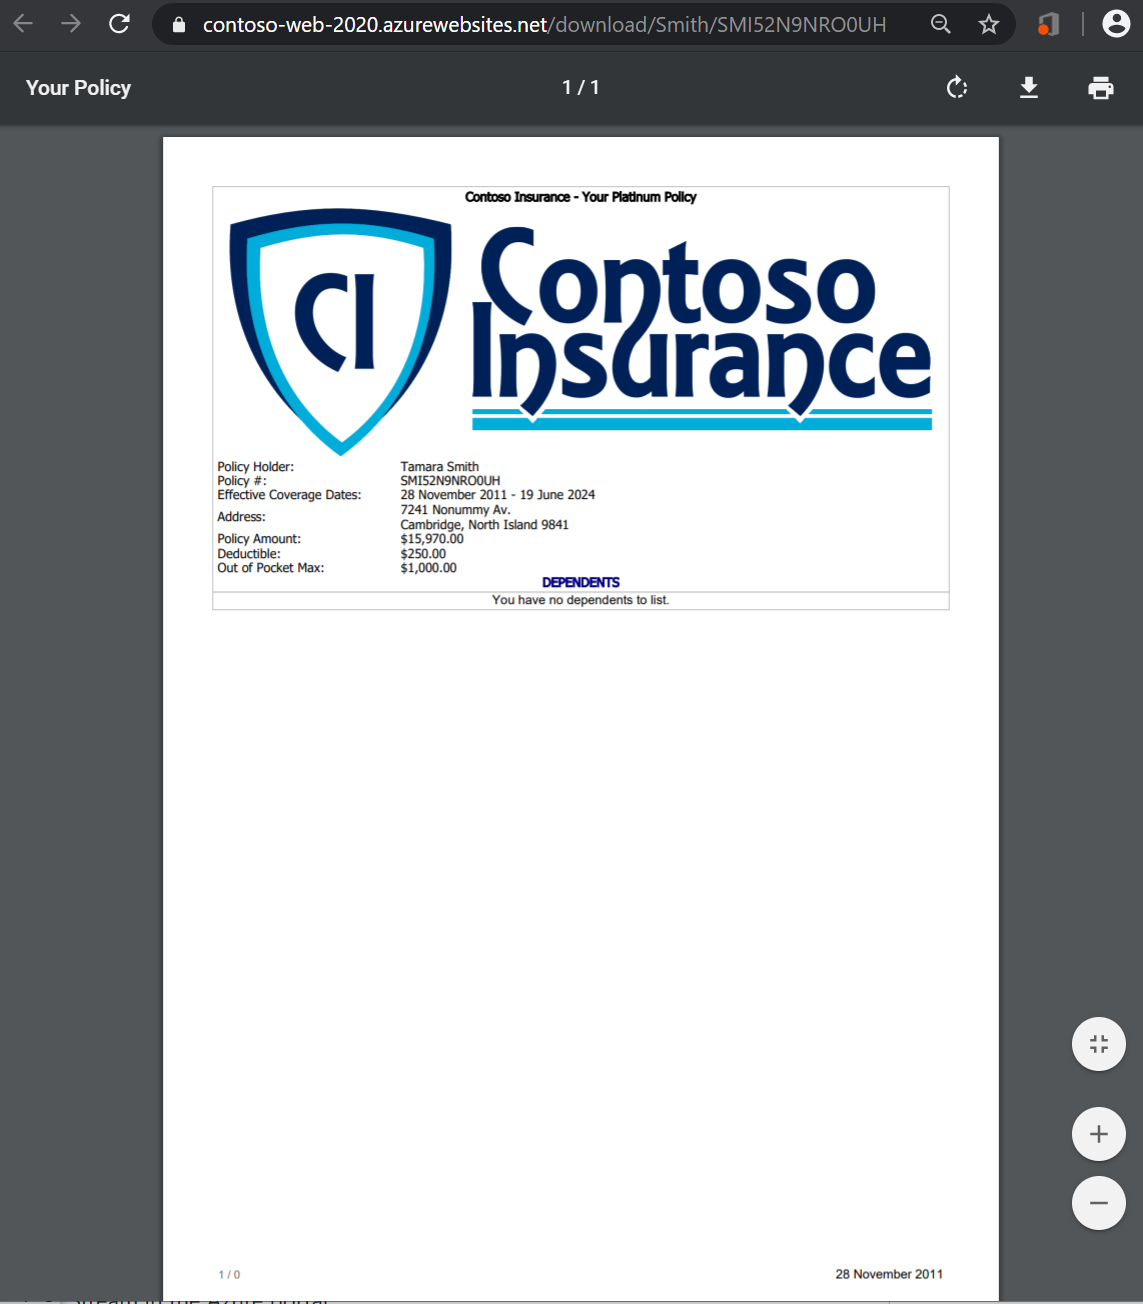 contoso-web-2020.azurewebsites.net/download/Smith/SMI52N9NRO0UH
Your Policy
1 / 1
Contoso Insurance - Your Platinum Policy
CI
Contoso
Insurance
Policy Holder: Tamara Smith
Policy #: SMI52N9NRO0UH
Effective Coverage Dates: 28 November 2011 - 19 June 2024
Address: 7241 Nonummy Av.
Cambridge, North Island 9841
Policy Amount: $15,970.00
Deductible: $250.00
Out of Pocket Max: $1,000.00
DEPENDENTS
You have no dependents to list.
1 / 0
28 November 2011